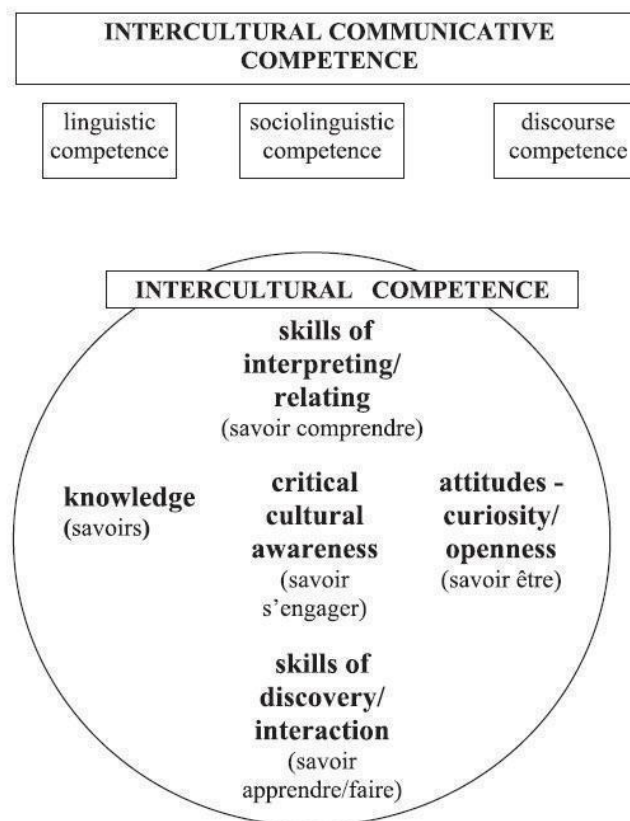 INTERCULTURAL COMMUNICATIVE
COMPETENCE
linguistic
competence
sociolinguistic
competence
discourse
competence
INTERCULTURAL COMPETENCE
skills of
interpreting/
relating
(savoir comprendre)
knowledge
(savoirs)
critical
cultural
awareness
(savoir
s’engager)
attitudes -
curiosity/
openness
(savoir être)
skills of
discovery/
interaction
(savoir
apprendre/faire)